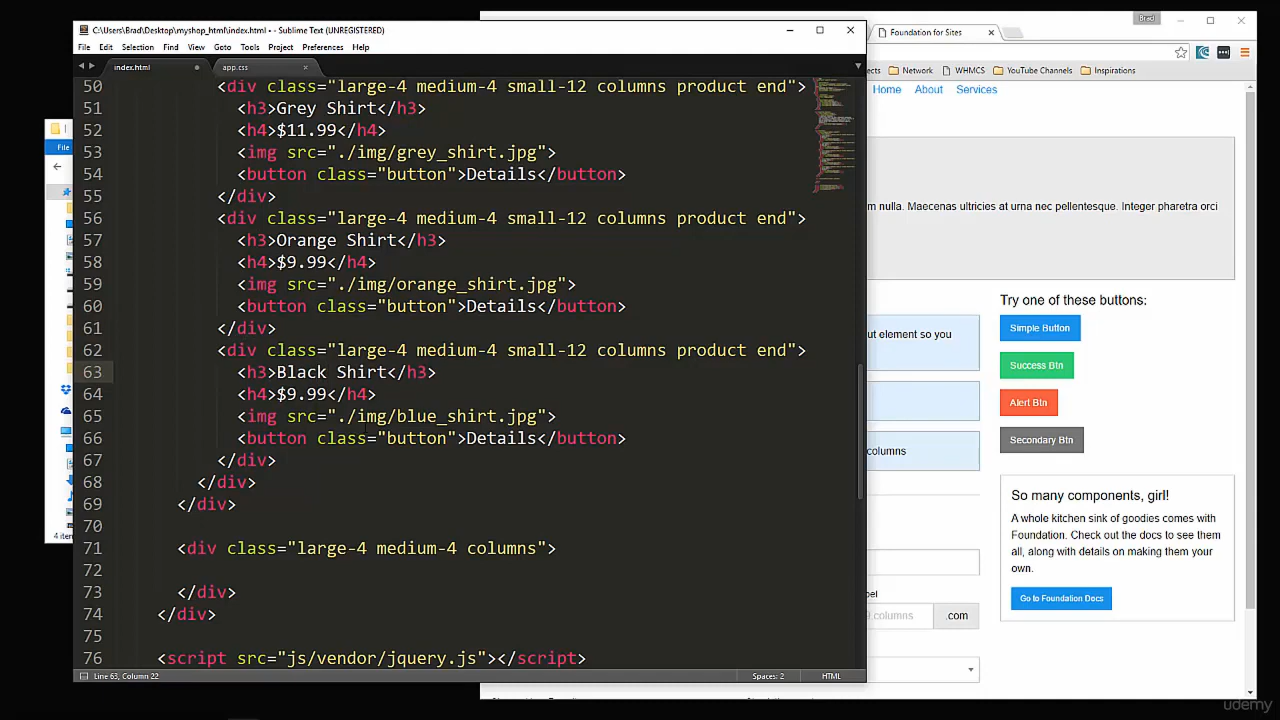 C:\Users\Brad\Desktop\myshop_html\index.html • - Sublime Text (UNREGISTERED)
File Edit Selection Find View Goto Tools Project Preferences Help
index.html
app.css
50 <div class="large-4 medium-4 small-12 columns product end">
51 <h3>Grey Shirt</h3>
52 <h4>$11.99</h4>
53 <img src="./img/grey_shirt.jpg">
54 <button class="button">Details</button>
55 </div>
56 <div class="large-4 medium-4 small-12 columns product end">
57 <h3>Orange Shirt</h3>
58 <h4>$9.99</h4>
59 <img src="./img/orange_shirt.jpg">
60 <button class="button">Details</button>
61 </div>
62 <div class="large-4 medium-4 small-12 columns product end">
63 <h3>Black Shirt</h3>
64 <h4>$9.99</h4>
65 <img src="./img/blue_shirt.jpg">
66 <button class="button">Details</button>
67 </div>
68 </div>
69 </div>
70
71 <div class="large-4 medium-4 columns">
72
73 </div>
74 </div>
75
76 <script src="js/vendor/jquery.js"></script>
Line 63, Column 22
Spaces: 2
HTML
File
4 iten
Brad
Foundation for Sites
ects Network WHMCS YouTube Channels Inspirations
Home About Services
m nulla. Maecenas ultricies at urna nec pellentesque. Integer pharetra orci
ut element so you
columns
Try one of these buttons:
Simple Button
Success Btn
Alert Btn
Secondary Btn
So many components, girl!
A whole kitchen sink of goodies comes with
Foundation. Check out the docs to see them
all, along with details on making them your
own.
Go to Foundation Docs
bel
9 columns
.com
udemy